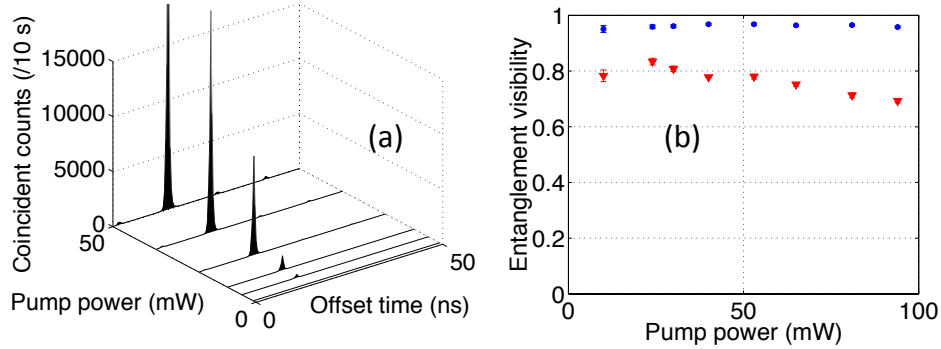 15000
10000
5000
0
50
0
0
50
Coincident counts (/10 s)
Pump power (mW)
Offset time (ns)
(a)
1
0.8
0.6
0.4
0.2
0
0
50
100
Entanglement visibility
Pump power (mW)
(b)